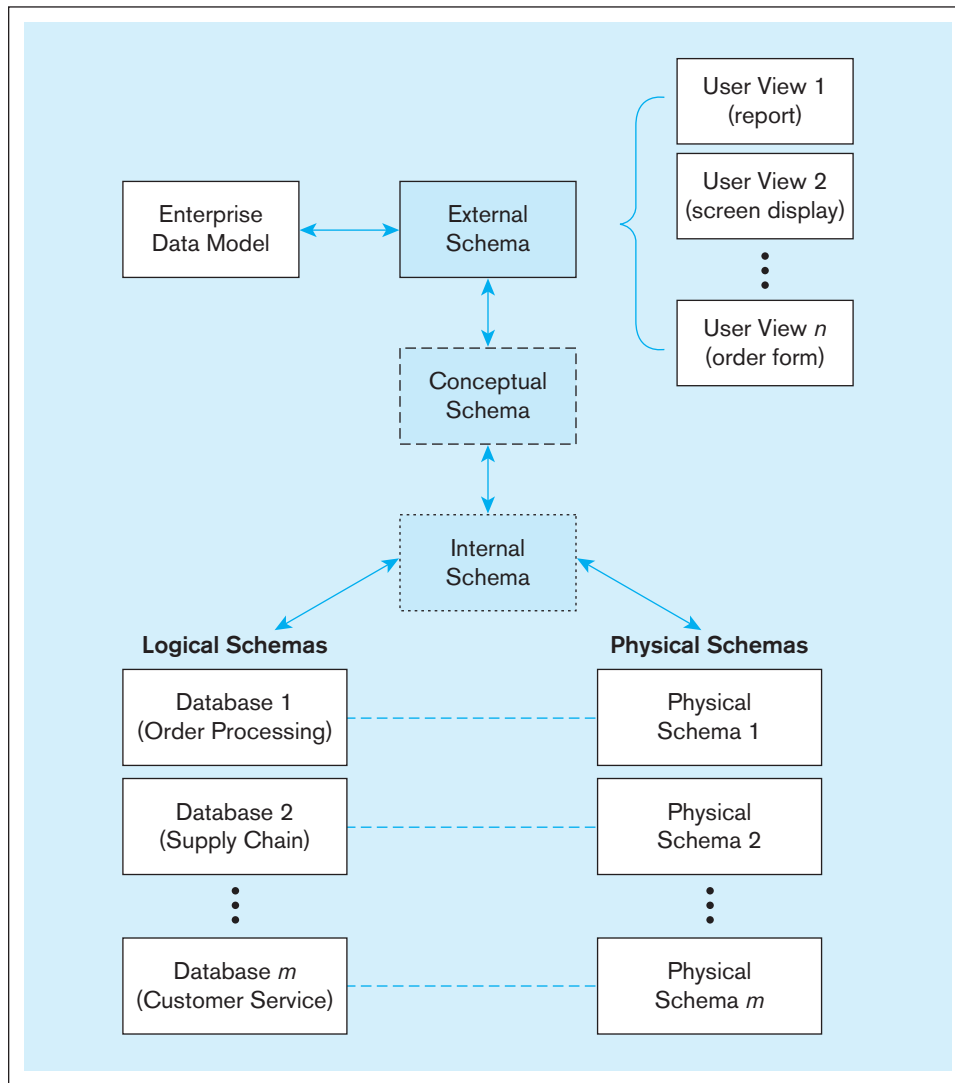 User View 1
(report)
User View 2
(screen display)
User View n
(order form)
Enterprise
Data Model
External
Schema
Conceptual
Schema
Internal
Schema
Logical Schemas
Physical Schemas
Database 1
(Order Processing)
Physical
Schema 1
Database 2
(Supply Chain)
Physical
Schema 2
Database m
(Customer Service)
Physical
Schema m